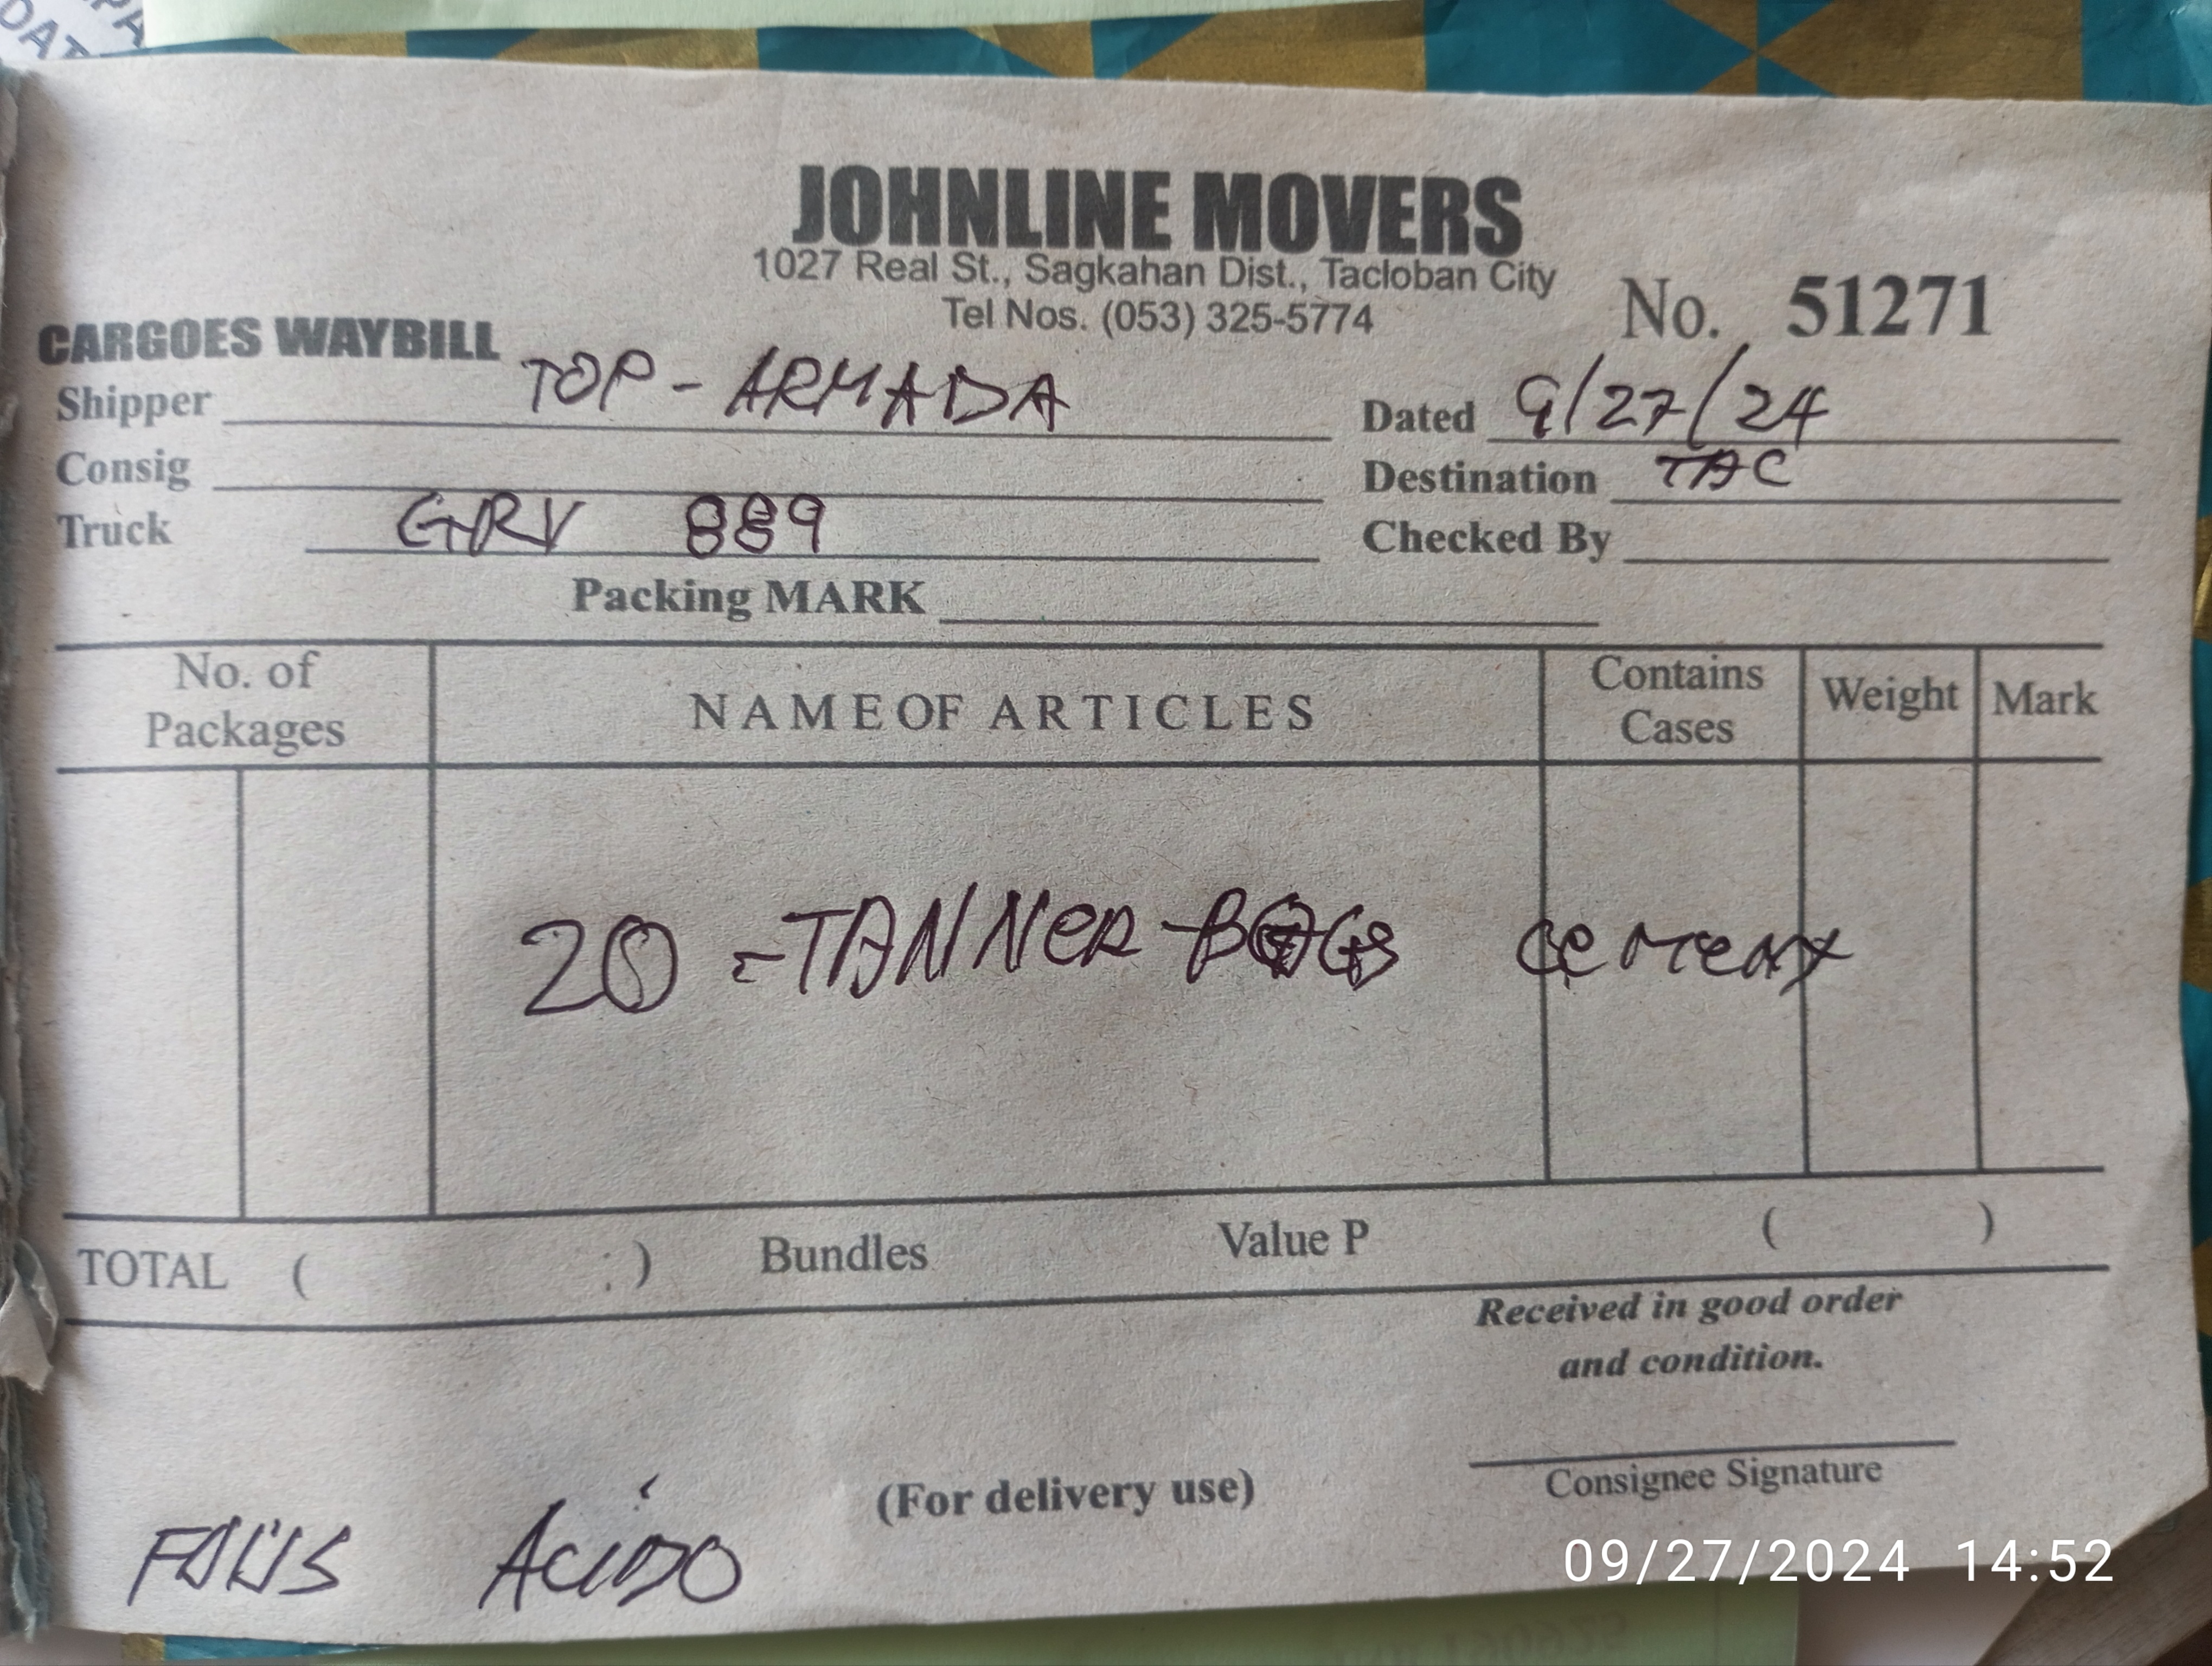 JOHNLINE MOVERS
1027 Real St., Sagkahan Dist., Tacloban City
Tel Nos. (053) 325-5774
No. 51271
CARGOES WAYBILL
Shipper TOP - ARMADA
Dated 9/27/24
Consig
Destination TAC
Truck GRV 889
Checked By
Packing MARK
No. of Packages
NAME OF ARTICLES
Contains Cases
Weight
Mark
20 = TANNER - BAGS CEMENT
TOTAL ( ) Bundles Value P ( )
Received in good order
and condition.
(For delivery use)
Consignee Signature
ACIDO
09/27/2024 14:52